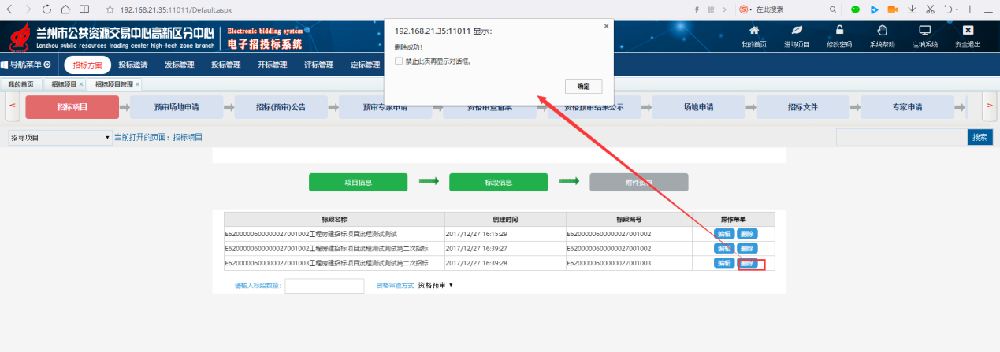 192.168.21.35:11011/Default.aspx
在此搜索
兰州市公共资源交易中心高新区分中心
Lanzhou public resources trading center high-tech zone branch
Electronic bidding system
电子招投标系统
192.168.21.35:11011 显示：
删除成功！
禁止此页再显示对话框。
确定
我的首页
进场项目
修改密码
系统帮助
注销系统
安全退出
导航菜单
招标方案
投标邀请
发标管理
投标管理
开标管理
评标管理
定标管理
我的首页
招标项目
招标项目管理
招标项目
预审场地申请
招标(预审)公告
预审专家申请
资格审查备案
资格预审结果公示
场地申请
招标文件
专家申请
招标项目
当前打开的页面：招标项目
搜索
项目信息
标段信息
附件资料
标段名称 创建时间 标段编号 操作菜单
E6200000600000027001002工程房建招标项目流程测试测试 2017/12/27 16:15:29 E6200000600000027001002 编辑 删除
E6200000600000027001002工程房建招标项目流程测试测试第二次招标 2017/12/27 16:39:27 E6200000600000027001002 编辑 删除
E6200000600000027001003工程房建招标项目流程测试测试第二次招标 2017/12/27 16:39:28 E6200000600000027001003 编辑 删除
请输入标段数量：
资格审查方式 资格预审